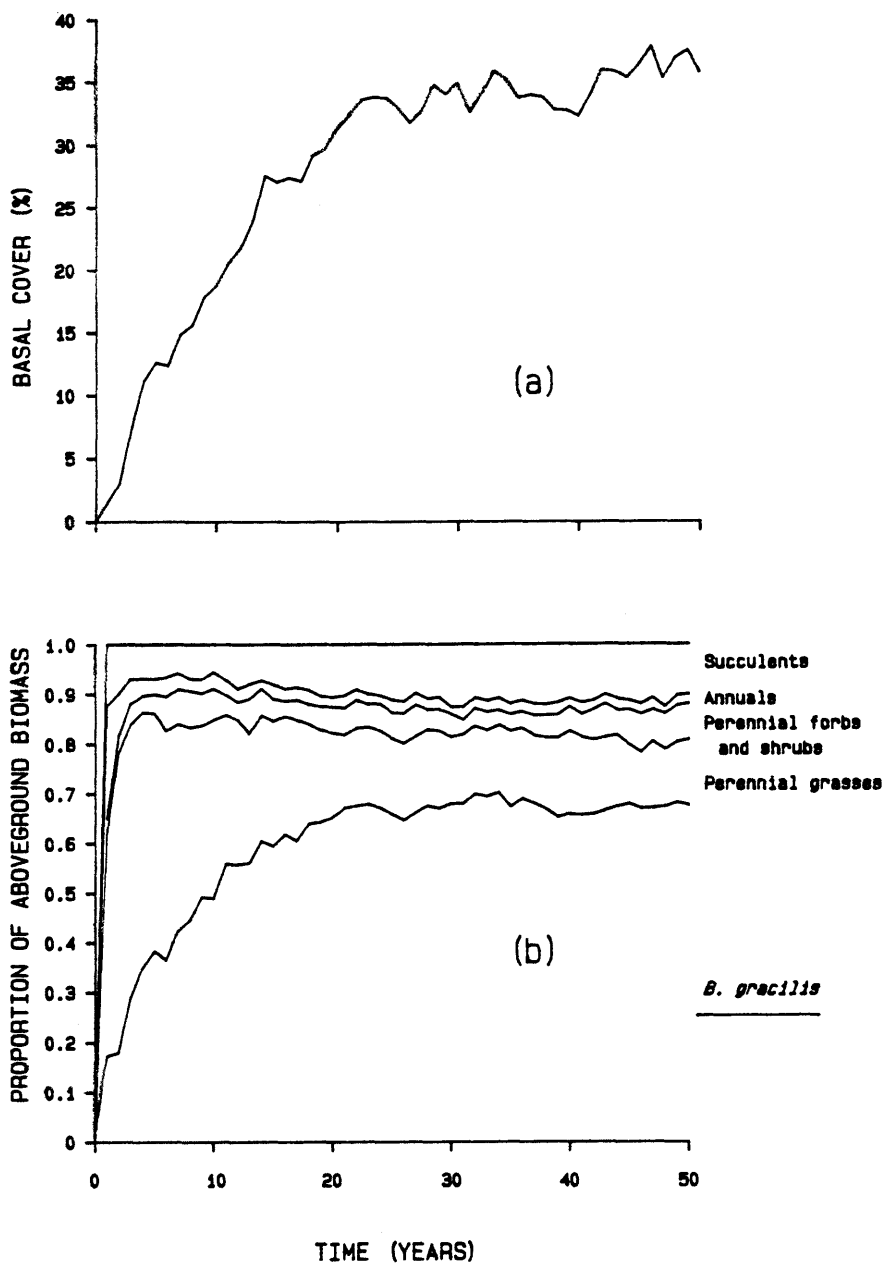 40
35
30
25
20
15
10
5
0
BASAL COVER (%)
(a)
1.0
0.9
0.8
0.7
0.6
0.5
0.4
0.3
0.2
0.1
0
PROPORTION OF ABOVEGROUND BIOMASS
Succulents
Annuals
Perennial forbs
and shrubs
Perennial grasses
(b)
B. gracilis
0 10 20 30 40 50
TIME (YEARS)